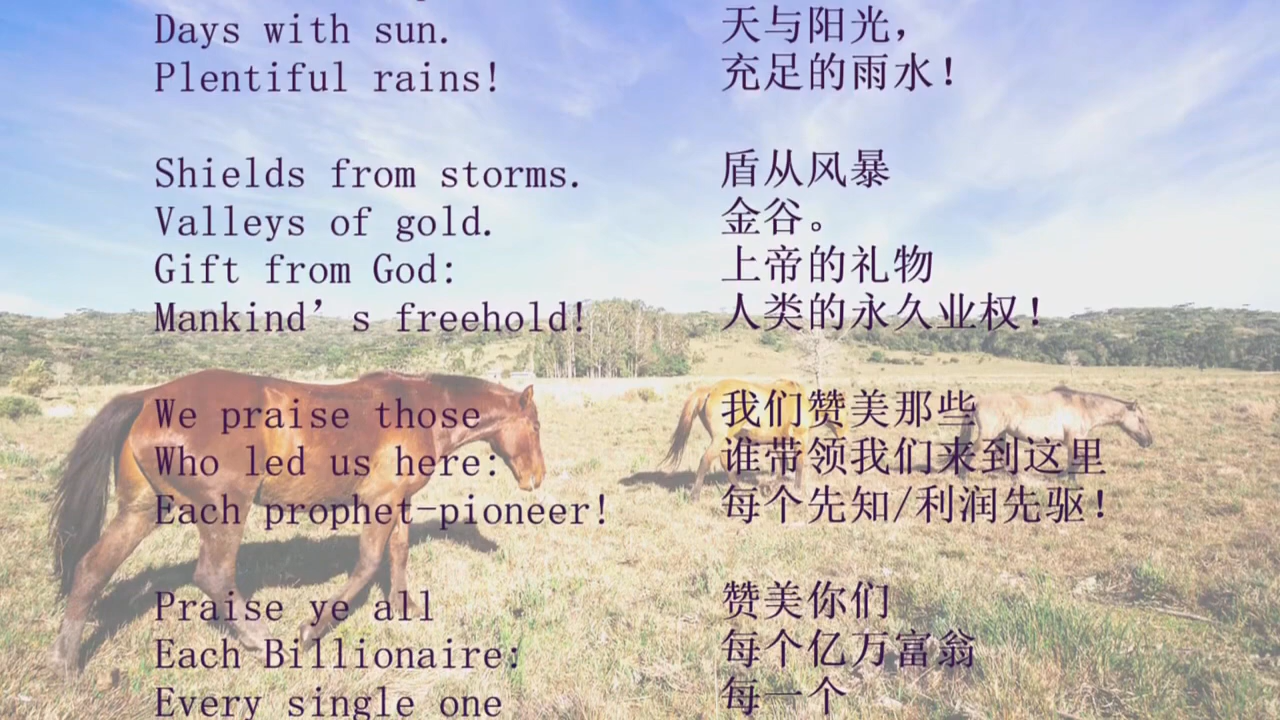 Days with sun.
Plentiful rains!
Shields from storms.
Valleys of gold.
Gift from God:
Mankind’s freehold!
We praise those
Who led us here:
Each prophet-pioneer!
Praise ye all
Each Billionaire:
Every single one
天与阳光，
充足的雨水！
盾从风暴
金谷。
上帝的礼物
人类的永久业权！
我们赞美那些
谁带领我们来到这里
每个先知/利润先驱！
赞美你们
每个亿万富翁
每一个